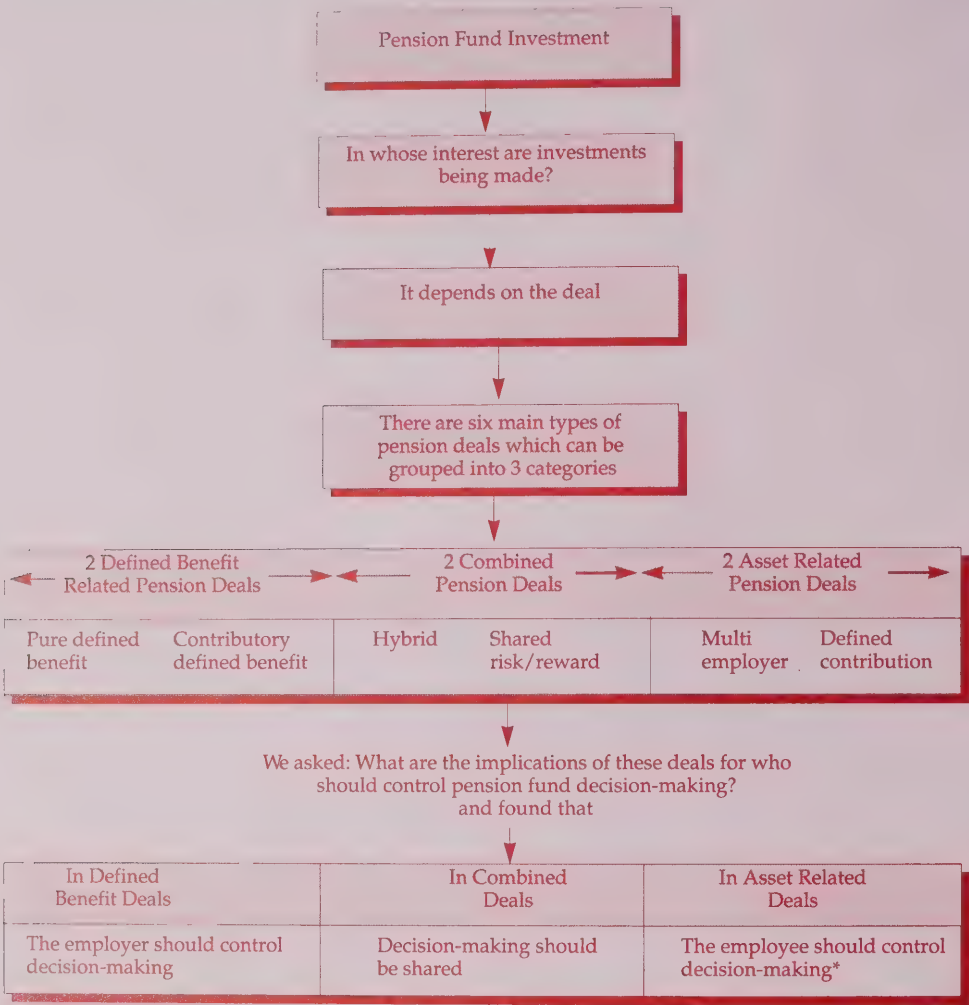 Pension Fund Investment
In whose interest are investments
being made?
It depends on the deal
There are six main types of
pension deals which can be
grouped into 3 categories
2 Defined Benefit
Related Pension Deals
2 Combined
Pension Deals
2 Asset Related
Pension Deals
Pure defined
benefit
Contributory
defined benefit
Hybrid
Shared
risk/reward
Multi
employer
Defined
contribution
We asked: What are the implications of these deals for who
should control pension fund decision-making?
and found that
In Defined
Benefit Deals
In Combined
Deals
In Asset Related
Deals
The employer should control
decision-making
Decision-making should
be shared
The employee should control
decision-making*